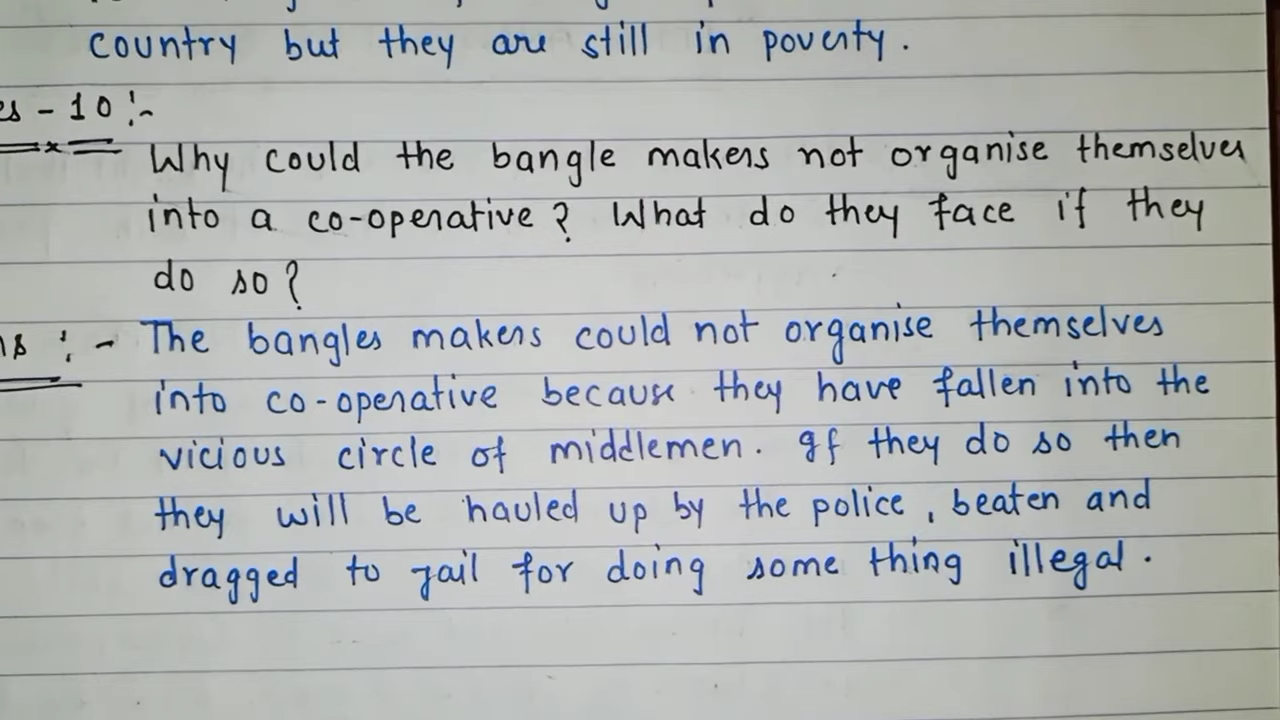 country but they are still in poverty.
es - 10 :-
Why could the bangle makers not organise themselves
into a co-operative? What do they face if they
do so?
ns :- The bangles makers could not organise themselves
into co-operative because they have fallen into the
vicious circle of middlemen. If they do so then
they will be hauled up by the police, beaten and
dragged to jail for doing some thing illegal.